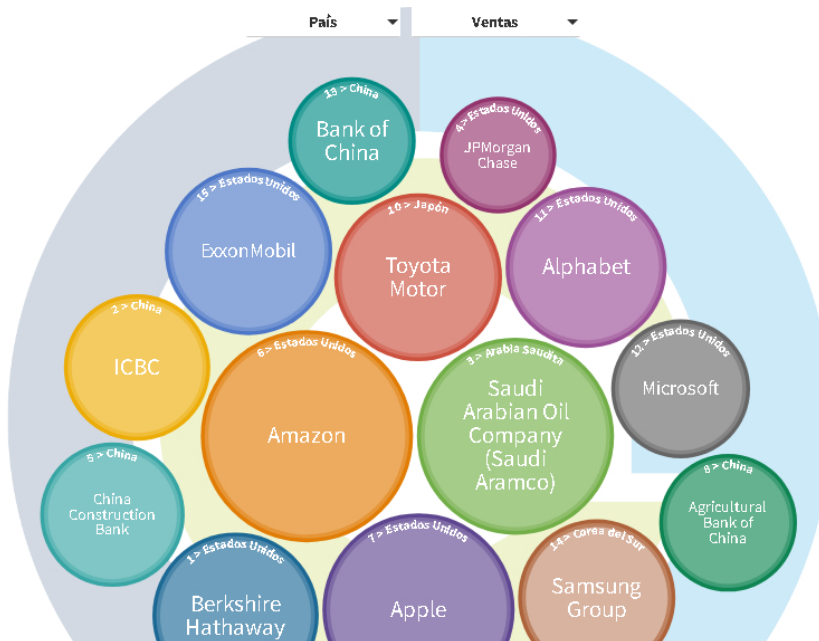 País
Ventas
13 > China
Bank of
China
4 > Estados Unidos
JPMorgan
Chase
15 > Estados Unidos
ExxonMobil
10 > Japón
Toyota
Motor
11 > Estados Unidos
Alphabet
2 > China
ICBC
6 > Estados Unidos
Amazon
3 > Arabia Saudita
Saudi
Arabian Oil
Company
(Saudi
Aramco)
Estados Unidos
Microsoft
5 > China
China
Construction
Bank
8 > China
Agricultural
Bank of
China
1 > Estados Unidos
Berkshire
Hathaway
7 > Estados Unidos
Apple
14 > Corea del Sur
Samsung
Group